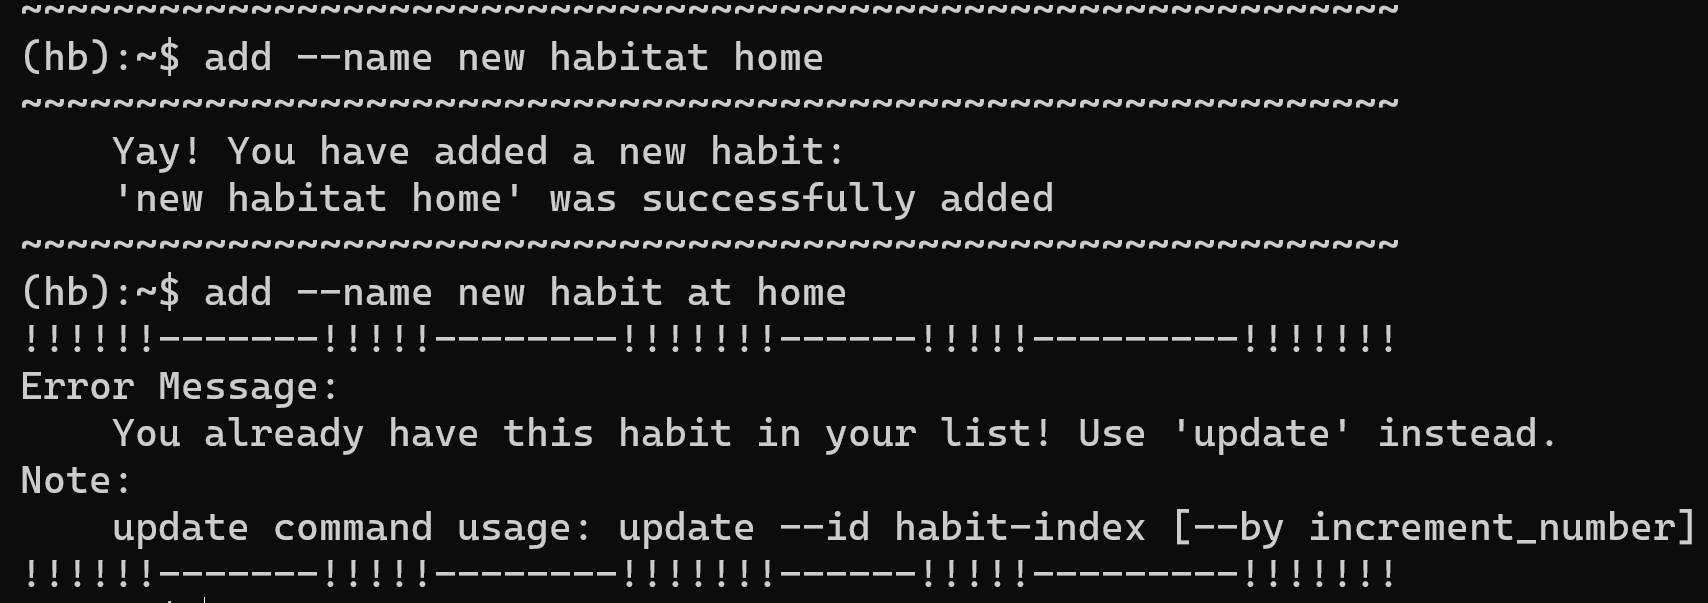 ~~~~~~~~~~~~~~~~~~~~~~~~~~~~~~~~~~~~~~~~~~~~~~~~~~~~~~~~~~~~
(hb):~$ add --name new habitat home
~~~~~~~~~~~~~~~~~~~~~~~~~~~~~~~~~~~~~~~~~~~~~~~~~~~~~~~~~~~~
    Yay! You have added a new habit:
    'new habitat home' was successfully added
~~~~~~~~~~~~~~~~~~~~~~~~~~~~~~~~~~~~~~~~~~~~~~~~~~~~~~~~~~~~
(hb):~$ add --name new habit at home
!!!!!!-------!!!!!--------!!!!!!!------!!!!!---------!!!!!!!
Error Message:
    You already have this habit in your list! Use 'update' instead.
Note:
    update command usage: update --id habit-index [--by increment_number]
!!!!!!-------!!!!!--------!!!!!!!------!!!!!---------!!!!!!!